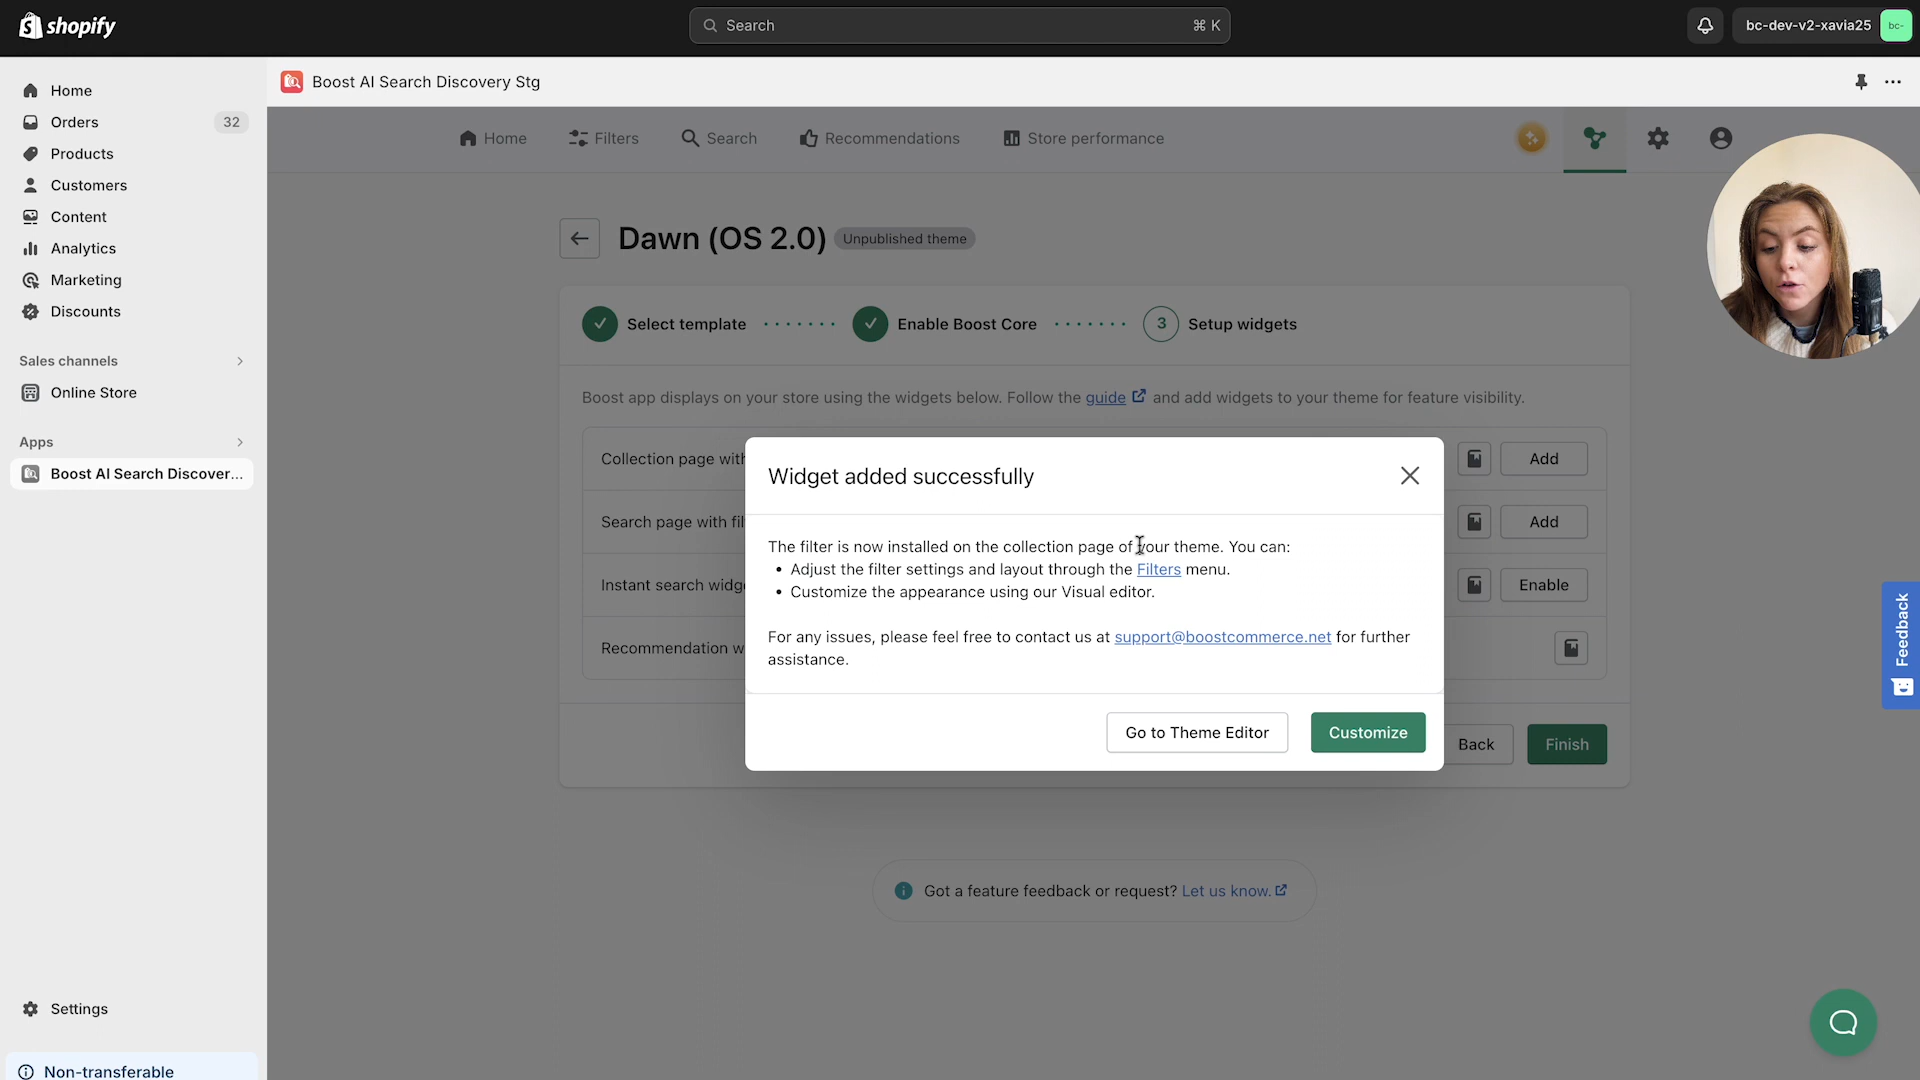 shopify
Search
⌘ K
bc-dev-v2-xavia25
bc-
Home
Orders
32
Products
Customers
Content
Analytics
Marketing
Discounts
Sales channels
Online Store
Apps
Boost AI Search Discover...
Settings
Non-transferable
Boost AI Search Discovery Stg
Home
Filters
Search
Recommendations
Store performance
Dawn (OS 2.0)
Unpublished theme
Select template
Enable Boost Core
3
Setup widgets
Boost app displays on your store using the widgets below. Follow the guide and add widgets to your theme for feature visibility.
Collection page with
Add
Search page with fil
Add
Instant search widg
Enable
Recommendation w
Back
Finish
Widget added successfully
The filter is now installed on the collection page of your theme. You can:
• Adjust the filter settings and layout through the Filters menu.
• Customize the appearance using our Visual editor.
For any issues, please feel free to contact us at support@boostcommerce.net for further
assistance.
Go to Theme Editor
Customize
Got a feature feedback or request? Let us know.
Feedback